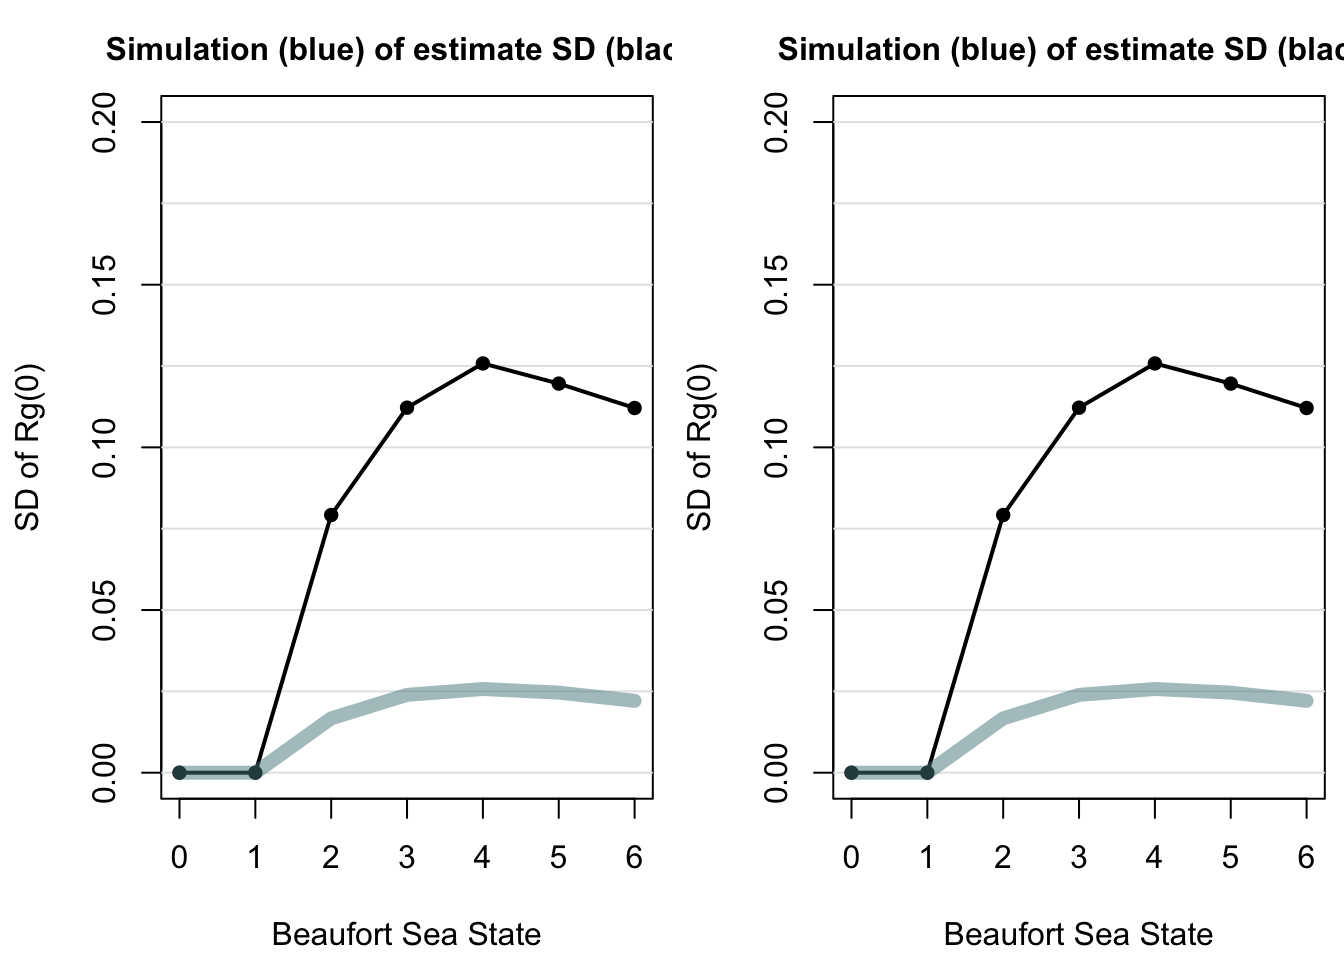 Simulation (blue) of estimate SD (blac
0.20
0.15
0.10
0.05
0.00
SD of Rg(0)
0 1 2 3 4 5 6
Beaufort Sea State
Simulation (blue) of estimate SD (blac
0.20
0.15
0.10
0.05
0.00
SD of Rg(0)
0 1 2 3 4 5 6
Beaufort Sea State